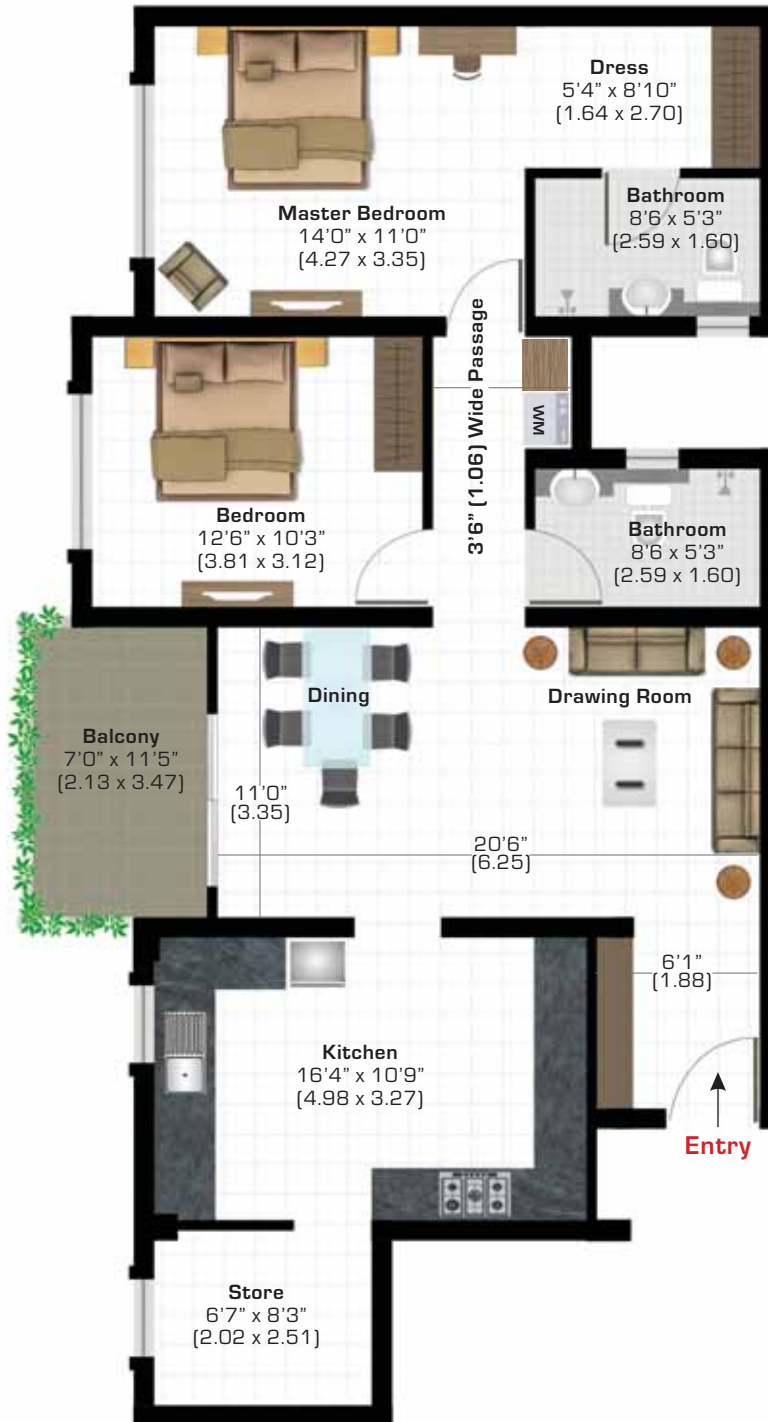 Dress
5’4” x 8’10”
(1.64 x 2.70)
Bathroom
8’6 x 5’3”
(2.59 x 1.60)
Master Bedroom
14’0” x 11’0”
(4.27 x 3.35)
3’6” (1.06) Wide Passage
WM
Bedroom
12’6” x 10’3”
(3.81 x 3.12)
Bathroom
8’6 x 5’3”
(2.59 x 1.60)
Dining
Drawing Room
Balcony
7’0” x 11’5”
(2.13 x 3.47)
11’0”
(3.35)
20’6”
(6.25)
6’1”
(1.88)
Kitchen
16’4” x 10’9”
(4.98 x 3.27)
Entry
Store
6’7” x 8’3”
(2.02 x 2.51)